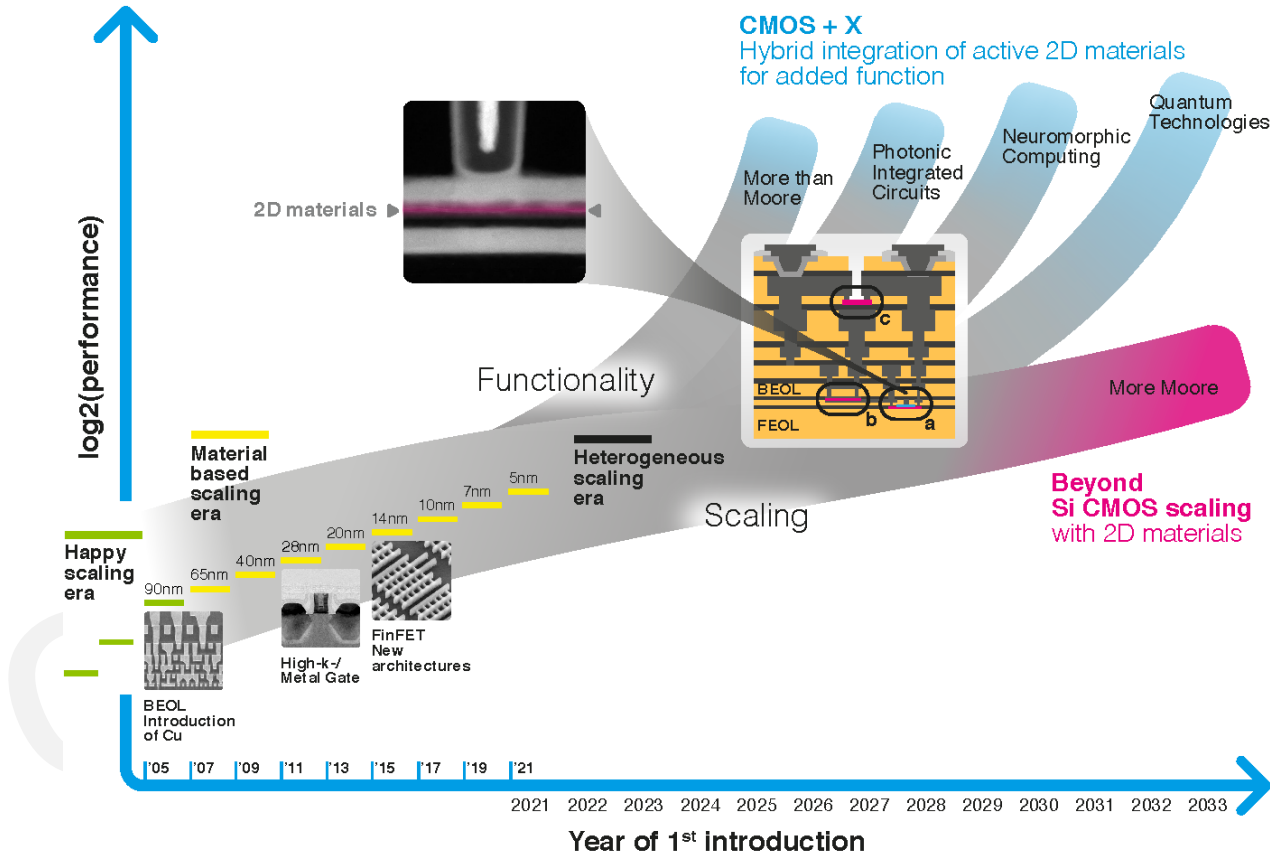 CMOS + X
Hybrid integration of active 2D materials
for added function
Quantum
Technologies
Neuromorphic
Computing
Photonic
Integrated
Circuits
More than
Moore
2D materials
log2(performance)
c
Functionality
BEOL
FEOL
b
a
More Moore
Material
based
scaling
era
Heterogeneous
scaling
era
Beyond
Si CMOS scaling
with 2D materials
Scaling
Happy
scaling
era
90nm
65nm
40nm
28nm
20nm
14nm
10nm
7nm
5nm
BEOL
Introduction
of Cu
High-k-/
Metal Gate
FinFET
New
architectures
'05 '07 '09 '11 '13 '15 '17 '19 '21
2021 2022 2023 2024 2025 2026 2027 2028 2029 2030 2031 2032 2033
Year of 1st introduction